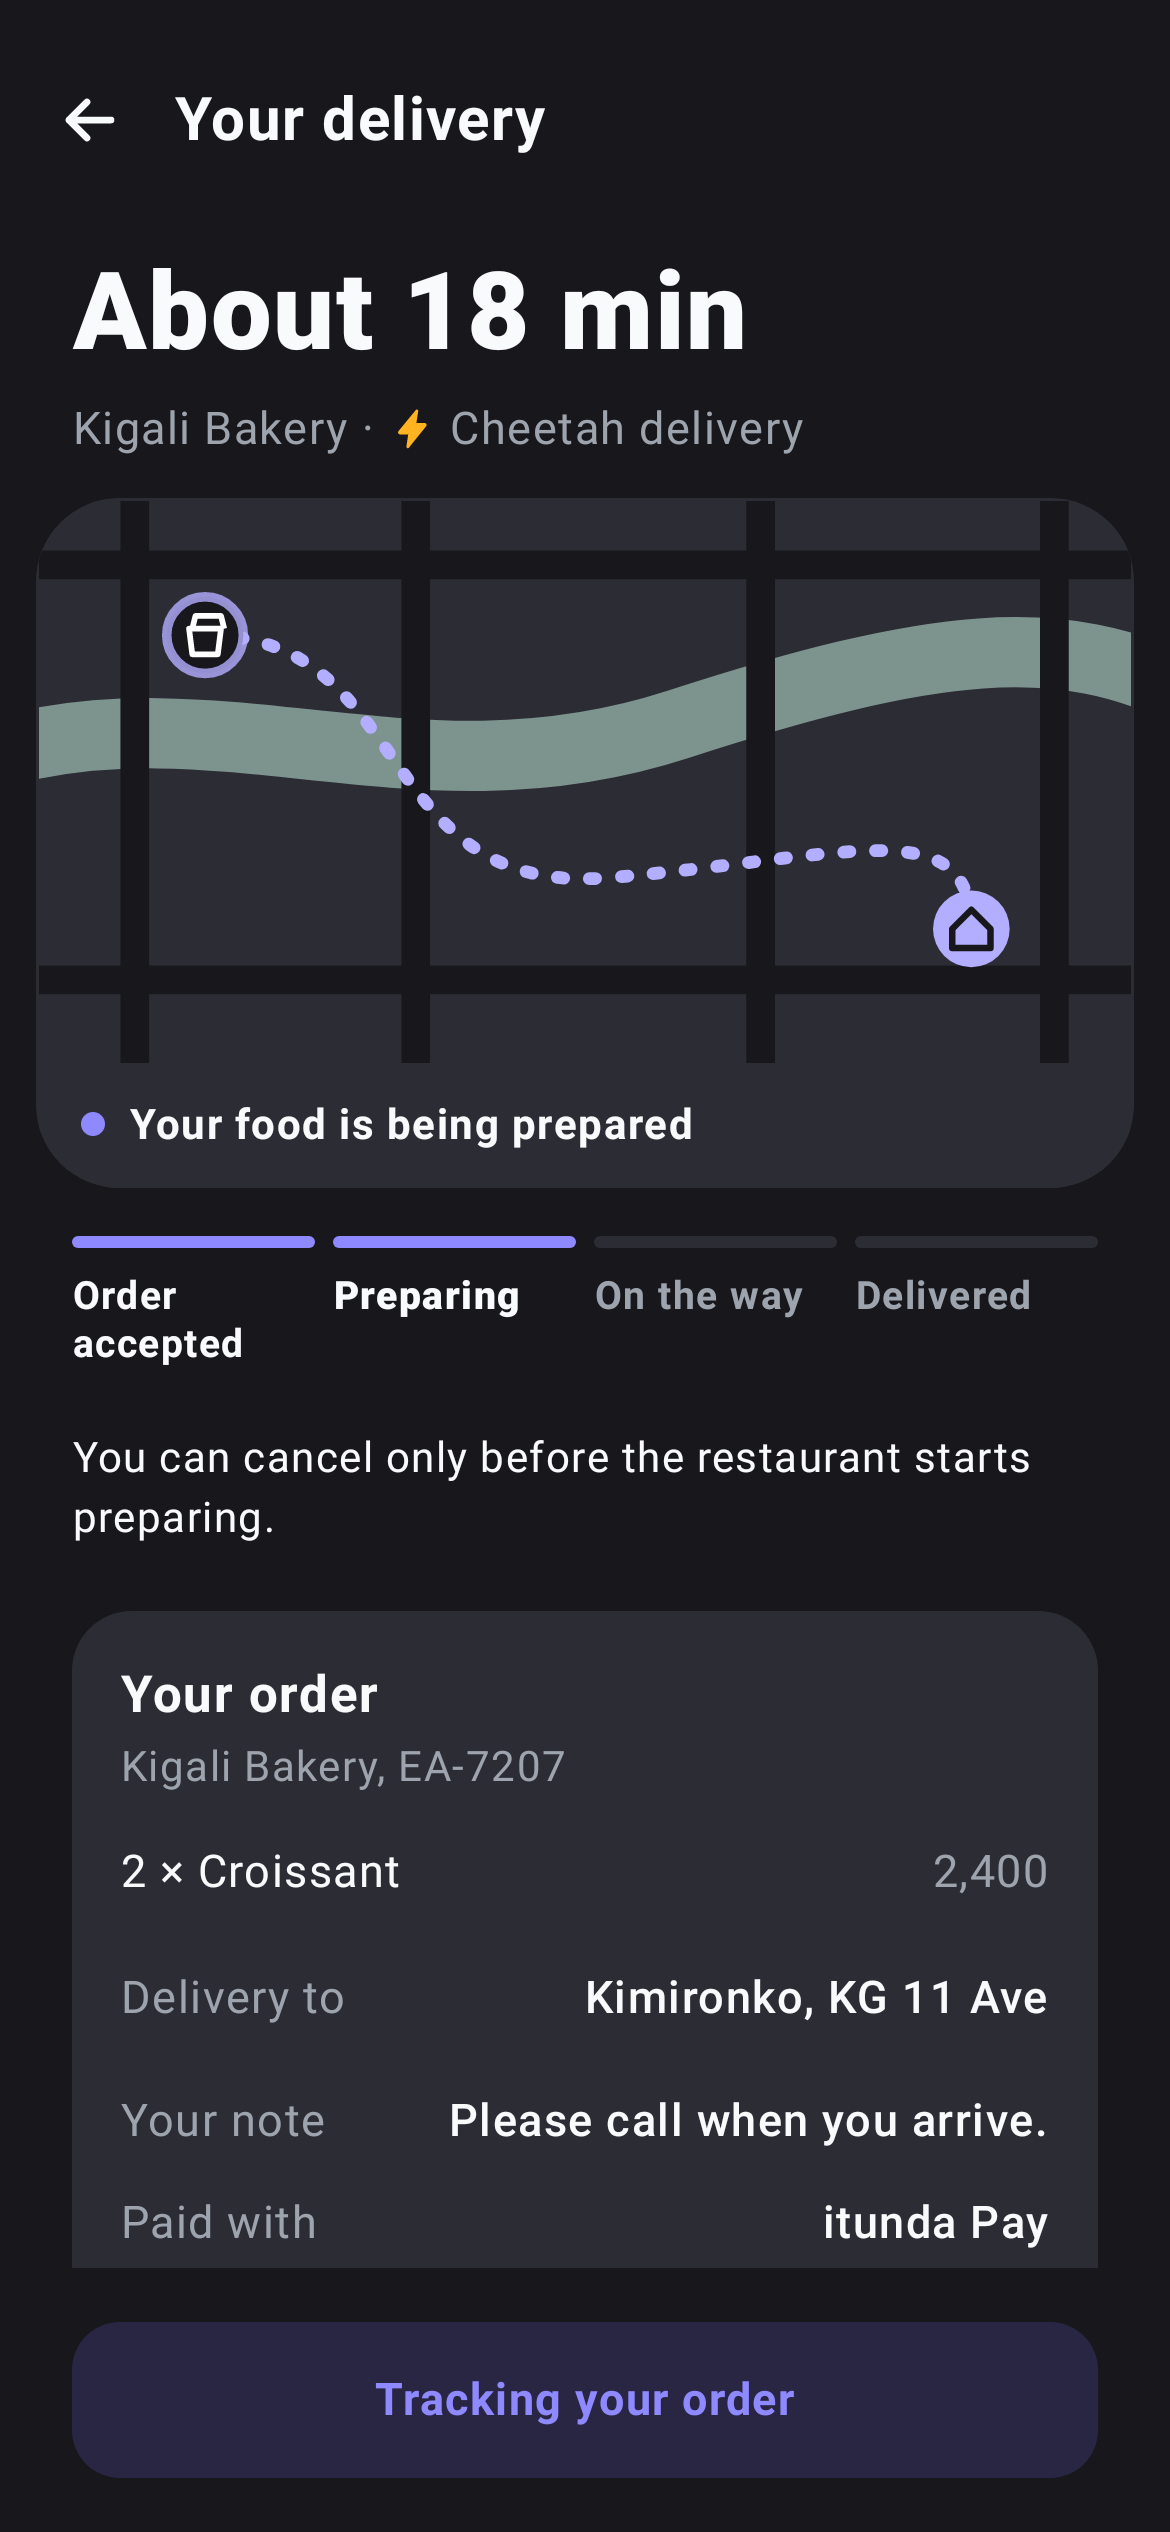 Your delivery
About 18 min
Kigali Bakery · ⚡ Cheetah delivery
Your food is being prepared
Order accepted
Preparing
On the way
Delivered
You can cancel only before the restaurant starts
preparing.
Your order
Kigali Bakery, EA-7207
2 × Croissant 2,400
Delivery to Kimironko, KG 11 Ave
Your note Please call when you arrive.
Paid with itunda Pay
Tracking your order